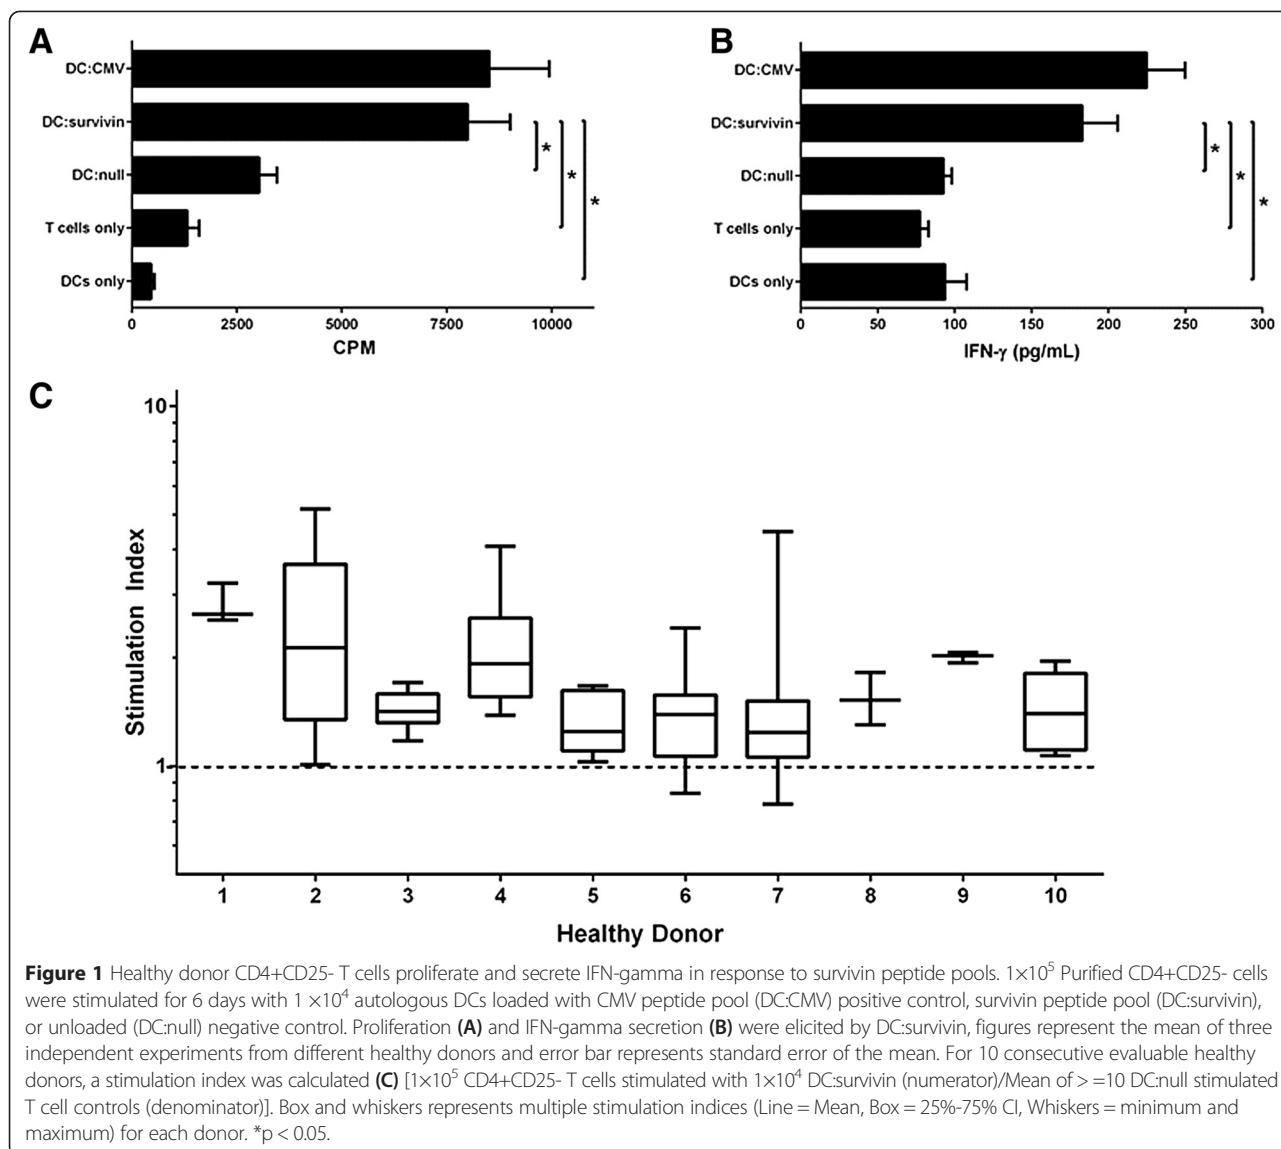 A
DC:CMV
DC:survivin
DC:null
T cells only
DCs only
*
*
*
0 2500 5000 7500 10000
CPM
B
DC:CMV
DC:survivin
DC:null
T cells only
DCs only
*
*
*
0 50 100 150 200 250 300
IFN-γ (pg/mL)
C
10
1
Stimulation Index
1 2 3 4 5 6 7 8 9 10
Healthy Donor
Figure 1 Healthy donor CD4+CD25- T cells proliferate and secrete IFN-gamma in response to survivin peptide pools. 1×10⁵ Purified CD4+CD25- cells
were stimulated for 6 days with 1 ×10⁴ autologous DCs loaded with CMV peptide pool (DC:CMV) positive control, survivin peptide pool (DC:survivin),
or unloaded (DC:null) negative control. Proliferation (A) and IFN-gamma secretion (B) were elicited by DC:survivin, figures represent the mean of three
independent experiments from different healthy donors and error bar represents standard error of the mean. For 10 consecutive evaluable healthy
donors, a stimulation index was calculated (C) [1×10⁵ CD4+CD25- T cells stimulated with 1×10⁴ DC:survivin (numerator)/Mean of > =10 DC:null stimulated
T cell controls (denominator)]. Box and whiskers represents multiple stimulation indices (Line = Mean, Box = 25%-75% CI, Whiskers = minimum and
maximum) for each donor. *p < 0.05.